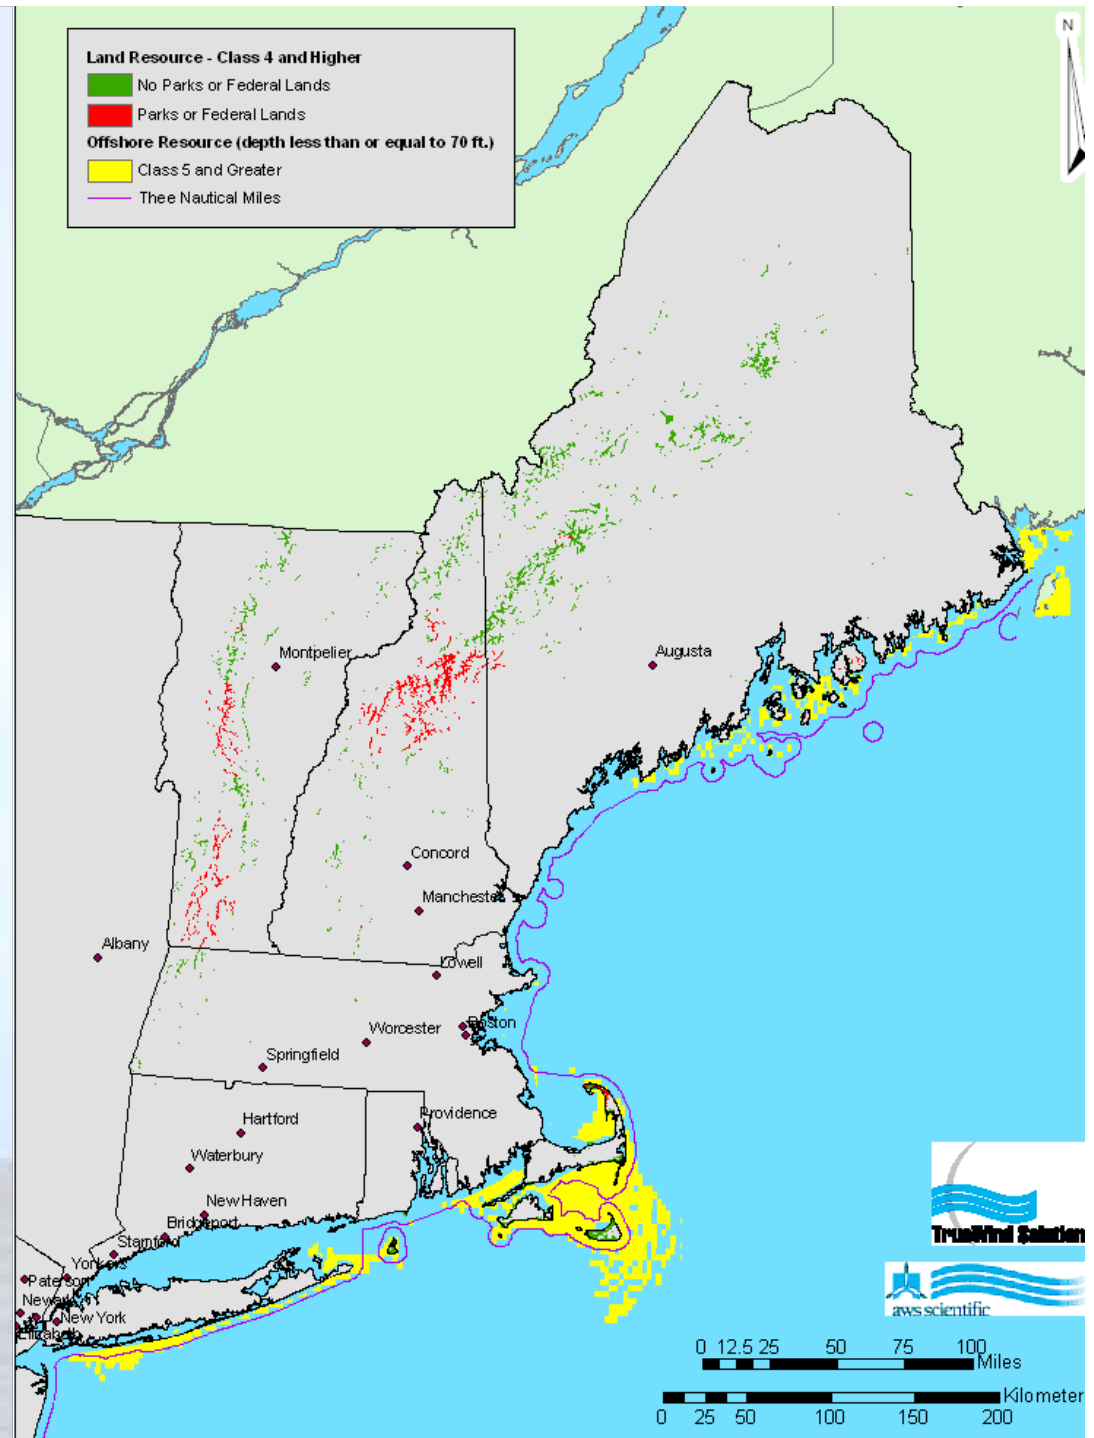 N
Land Resource - Class 4 and Higher
No Parks or Federal Lands
Parks or Federal Lands
Offshore Resource (depth less than or equal to 70 ft.)
Class 5 and Greater
Thee Nautical Miles
Montpelier
Augusta
Concord
Manchester
Albany
Lowell
Worcester
Boston
Springfield
Hartford
Providence
Waterbury
New Haven
Bridgeport
Stamford
Yonkers
Paterson
Newark
New York
Elizabeth
TrueWind Solution
aws scientific
0 12.5 25 50 75 100
Miles
Kilometer
0 25 50 100 150 200